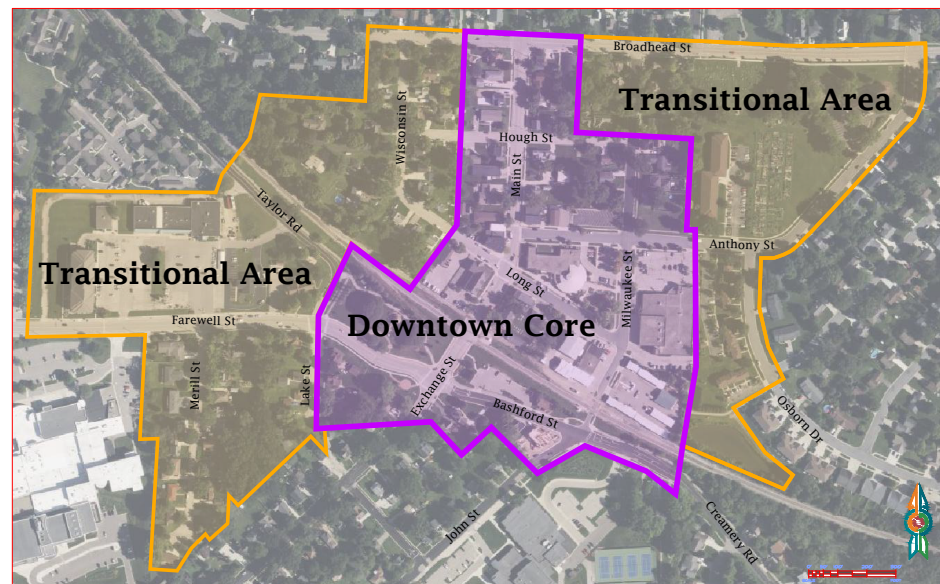 Broadhead St
Transitional Area
Wisconsin St
Hough St
Main St
Taylor Rd
Anthony St
Transitional Area
Long St
Milwaukee St
Farewell St
Downtown Core
Merill St
Lake St
Exchange St
Bashford St
Osborn Dr
John St
Creamery Rd